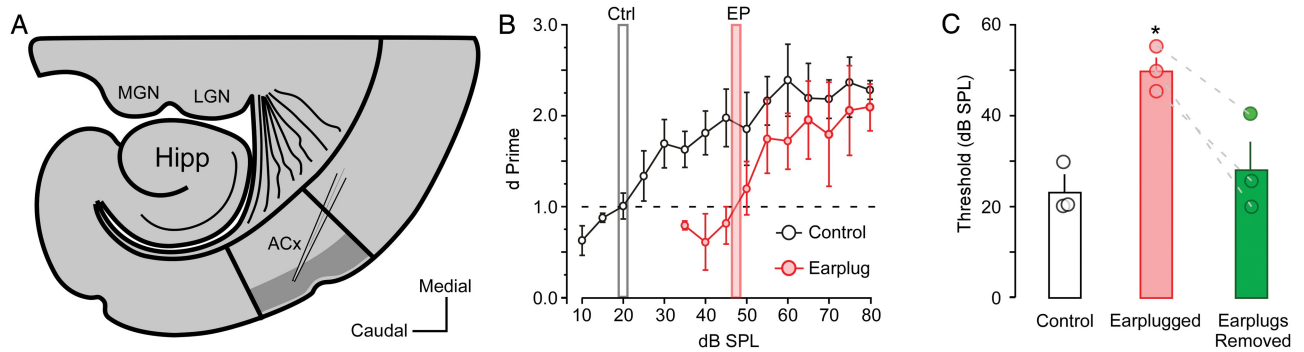 A
MGN
LGN
Hipp
ACx
Medial
Caudal
B
Ctrl
EP
3.0
2.0
1.0
0.0
d Prime
Control
Earplug
10 20 30 40 50 60 70 80
dB SPL
C
*
60
40
20
0
Threshold (dB SPL)
Control
Earplugged
Earplugs
Removed